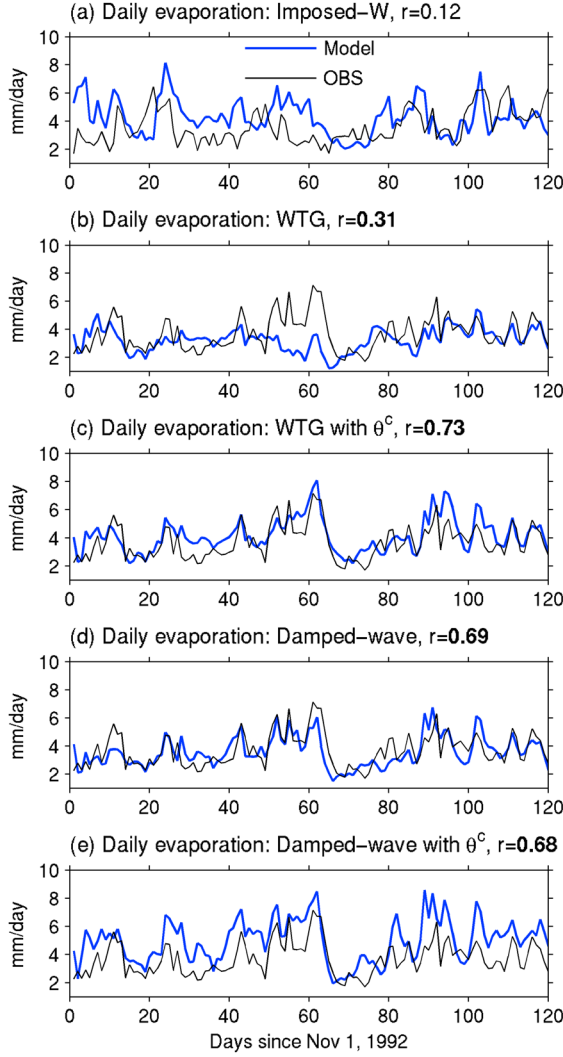 (a) Daily evaporation: Imposed−W, r=0.12
10
8
6
4
2
mm/day
Model
OBS
0 20 40 60 80 100 120
(b) Daily evaporation: WTG, r=0.31
10
8
6
4
2
mm/day
0 20 40 60 80 100 120
(c) Daily evaporation: WTG with θ^c, r=0.73
10
8
6
4
2
mm/day
0 20 40 60 80 100 120
(d) Daily evaporation: Damped−wave, r=0.69
10
8
6
4
2
mm/day
0 20 40 60 80 100 120
(e) Daily evaporation: Damped−wave with θ^c, r=0.68
10
8
6
4
2
mm/day
0 20 40 60 80 100 120
Days since Nov 1, 1992